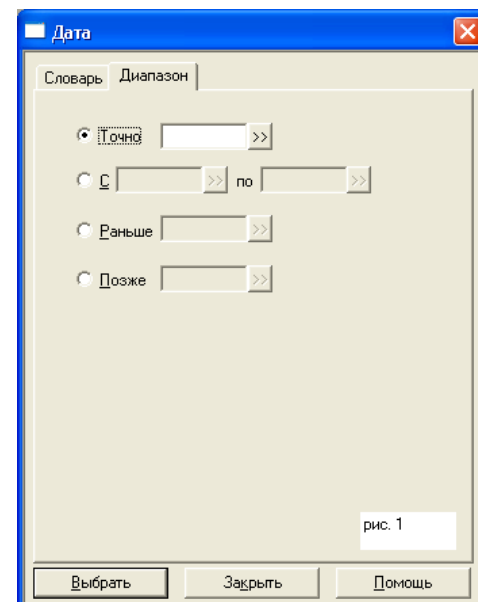 Дата
Словарь Диапазон
Точно >>
С >> по >>
Раньше >>
Позже >>
рис. 1
Выбрать Закрыть Помощь